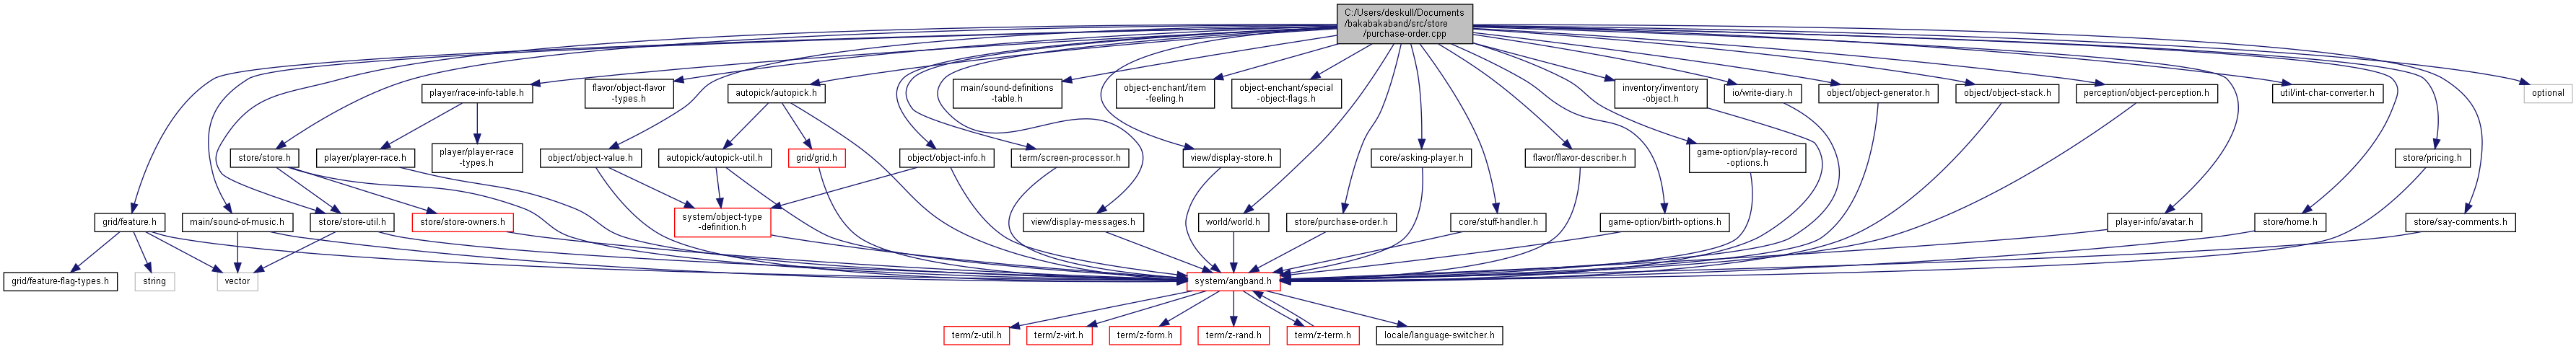 C:/Users/deskull/Documents
/bakabakaband/src/store
/purchase-order.cpp
player/race-info-table.h
flavor/object-flavor
-types.h
autopick/autopick.h
main/sound-definitions
-table.h
object-enchant/item
-feeling.h
object-enchant/special
-object-flags.h
inventory/inventory
-object.h
io/write-diary.h
object/object-generator.h
object/object-stack.h
perception/object-perception.h
util/int-char-converter.h
optional
store/store.h
player/player-race.h
player/player-race
-types.h
object/object-value.h
autopick/autopick-util.h
grid/grid.h
object/object-info.h
term/screen-processor.h
view/display-store.h
core/asking-player.h
flavor/flavor-describer.h
game-option/play-record
-options.h
store/pricing.h
grid/feature.h
main/sound-of-music.h
store/store-util.h
store/store-owners.h
system/object-type
-definition.h
view/display-messages.h
world/world.h
store/purchase-order.h
core/stuff-handler.h
game-option/birth-options.h
player-info/avatar.h
store/home.h
store/say-comments.h
grid/feature-flag-types.h
string
vector
system/angband.h
term/z-util.h
term/z-virt.h
term/z-form.h
term/z-rand.h
term/z-term.h
locale/language-switcher.h